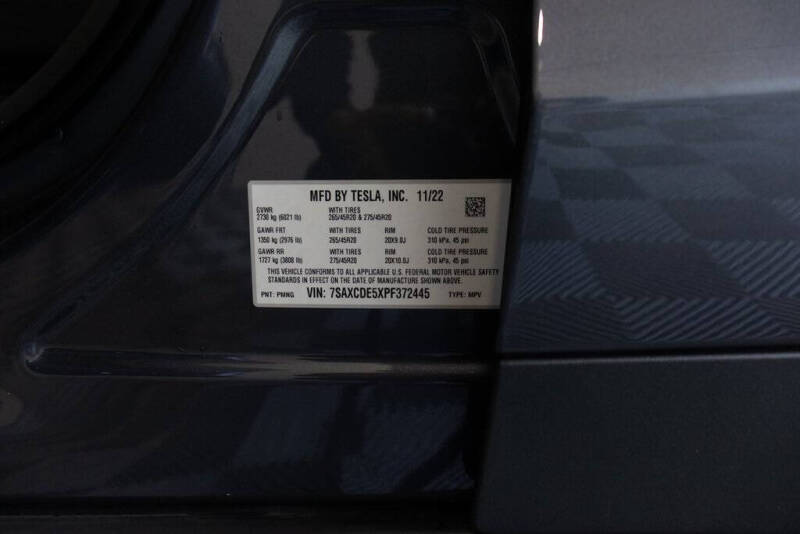 MFD BY TESLA, INC. 11/22
GVWR WITH TIRES
2730 kg (6021 lb) 265/45R20 & 275/45R20
GAWR FRT WITH TIRES RIM COLD TIRE PRESSURE
1350 kg (2976 lb) 265/45R20 20X9.0J 310 kPa, 45 psi
GAWR RR WITH TIRES RIM COLD TIRE PRESSURE
1727 kg (3808 lb) 275/45R20 20X10.0J 310 kPa, 45 psi
THIS VEHICLE CONFORMS TO ALL APPLICABLE U.S. FEDERAL MOTOR VEHICLE SAFETY
STANDARDS IN EFFECT ON THE DATE OF MANUFACTURE SHOWN ABOVE.
PNT: PMNG VIN: 7SAXCDE5XPF372445 TYPE: MPV